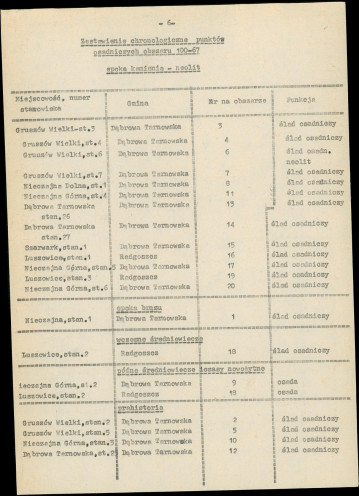 - 6-
Zestawienie chronologiczne punktów
osadniczych obszaru 100-67
epoka kamienia - neolit
Miejscowość, numer stanowiska Gmina Nr na obszarze Funkcja
Gruszów Wielki-st.3 Dąbrowa Tarnowska 3 ślad osadniczy
Gruszów Wielki,st.4 Dąbrowa Tarnowska 4 ślad osadniczy
Gruszów Wielki,st.6 Dąbrowa Tarnowska 6 ślad osadn.
neolit
Gruszów Wielki,st.7 Dąbrowa Tarnowska 7 ślad osadniczy
Nieczajna Dolna,st.1 Dąbrowa Tarnowska 8 ślad osadniczy
Nieczajna Górna,st.4 Dąbrowa Tarnowska 11 ślad osadniczy
Dąbrowa Tarnowska Dąbrowa Tarnowska 13 ślad osadniczy
stan.26
Dąbrowa Tarnowska Dąbrowa Tarnowska 14 ślad osadniczy
stan.27
Szarwark,stan.1 Dąbrowa Tarnowska 15 ślad osadniczy
Luszowice,stan.1 Radgoszcz 16 ślad osadniczy
Nieczajna Górna,stan.5 Dąbrowa Tarnowska 17 ślad osadniczy
Luszowice,stan.3 Radgoszcz 19 ślad osadniczy
Nieczajna Górna,st.6 Dąbrowa Tarnowska 20 ślad osadniczy
epoka brązu
Nieczajna,stan.1 Dąbrowa Tarnowska 1 ślad osadniczy
wczesne średniowiecze
Luszowice,stan.2 Radgoszcz 18 ślad osadniczy
późne średniowiecze i czasy nowożytne
ieczajna Górna,st.2 Dąbrowa Tarnowska 9 osada
Luszowice,stan.2 Radgoszcz 18 osada
prahistoria
Gruszów Wielki,stan.2 Dąbrowa Tarnowska 2 ślad osadniczy
Gruszów Wielki,stan.5 Dąbrowa Tarnowska 5 ślad osadniczy
Nieczajna Górna,stan.3 Dąbrowa Tarnowska 10 ślad osadniczy
Dąbrowa Tarnowska st.25 Dąbrowa Tarnowska 12 ślad osadniczy